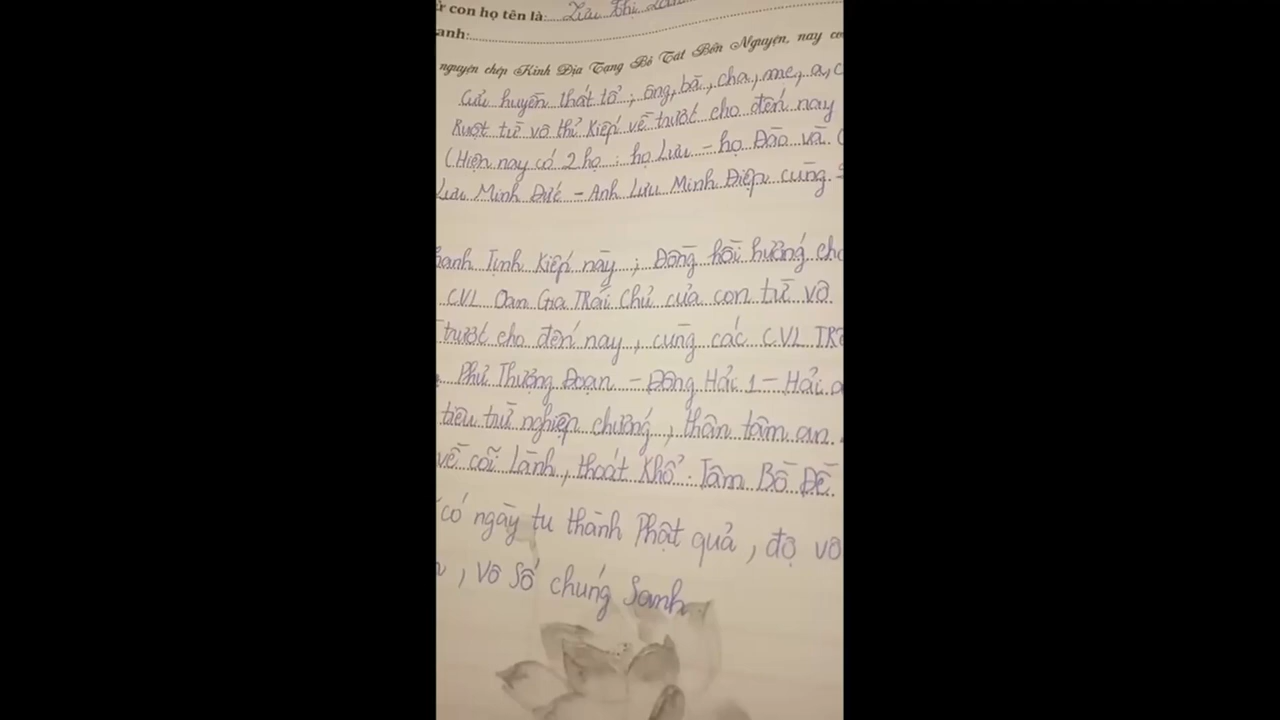 con họ tên là: Lưu Thị
anh:
nguyện chép Kinh Địa Tạng Bồ Tát Bổn Nguyện, nay
Cửu huyền thất tổ ; ông, bà, cha, mẹ, a, c
Ruột từ vô thỉ Kiếp về trước cho đến nay
(Hiện nay có 2 họ : họ Lưu - họ Đào và
Lưu Minh Đức - Anh Lưu Minh Điệp cùng
Tịnh Kiếp này ; Đồng hồi hướng cho
CVL Oan Gia Trái Chủ của con từ vô
trước cho đến nay, cùng các CVL
Phủ Thượng Đoạn - Đông Hải 1 - Hải
tiêu trừ nghiệp chướng, thân tâm an
về cõi lành, thoát Khổ. Tâm Bồ Đề
có ngày tu thành Phật quả, độ vô
, Vô Số chúng Sanh